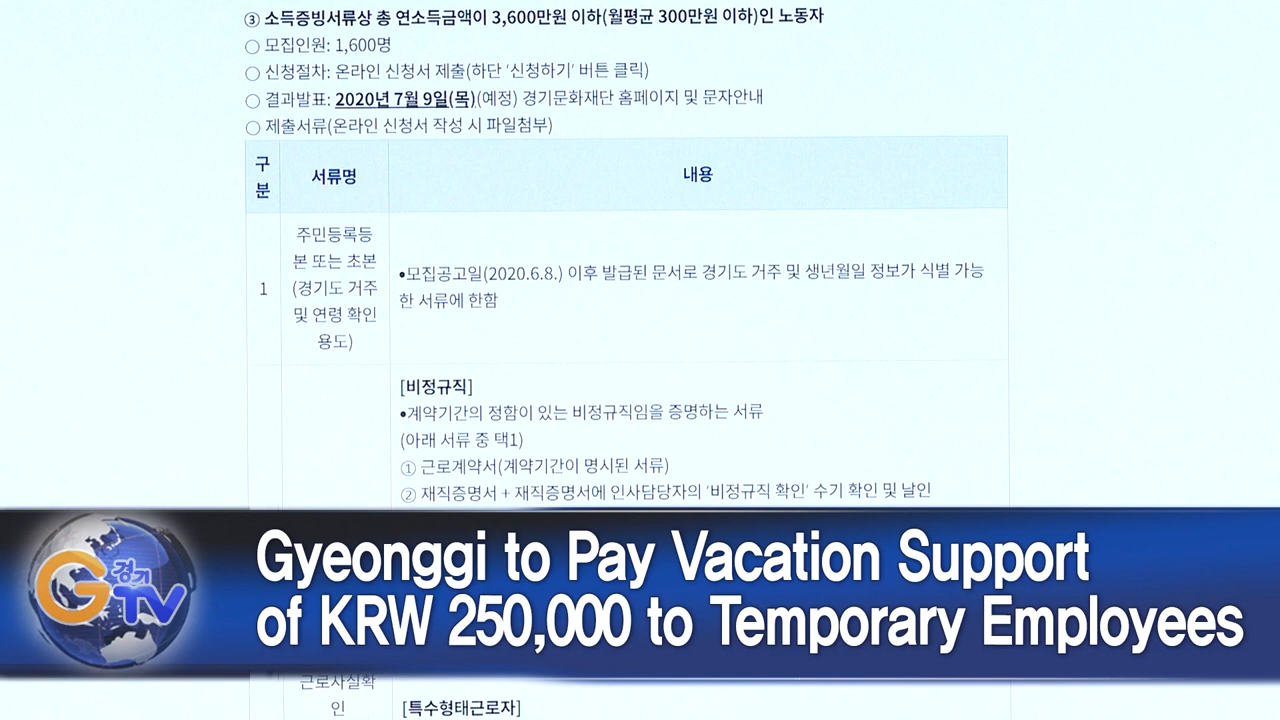 ③ 소득증빙서류상 총 연소득금액이 3,600만원 이하(월평균 300만원 이하)인 노동자
○ 모집인원: 1,600명
○ 신청절차: 온라인 신청서 제출(하단 '신청하기' 버튼 클릭)
○ 결과발표: 2020년 7월 9일(목)(예정) 경기문화재단 홈페이지 및 문자안내
○ 제출서류(온라인 신청서 작성 시 파일첨부)
구
분
서류명
내용
1
주민등록등
본 또는 초본
(경기도 거주
및 연령 확인
용도)
•모집공고일(2020.6.8.) 이후 발급된 문서로 경기도 거주 및 생년월일 정보가 식별 가능
한 서류에 한함
[비정규직]
•계약기간의 정함이 있는 비정규직임을 증명하는 서류
(아래 서류 중 택1)
① 근로계약서(계약기간이 명시된 서류)
② 재직증명서 + 재직증명서에 인사담당자의 '비정규직 확인' 수기 확인 및 날인
G경기TV
Gyeonggi to Pay Vacation Support
of KRW 250,000 to Temporary Employees
근로사실확
인
[특수형태근로자]